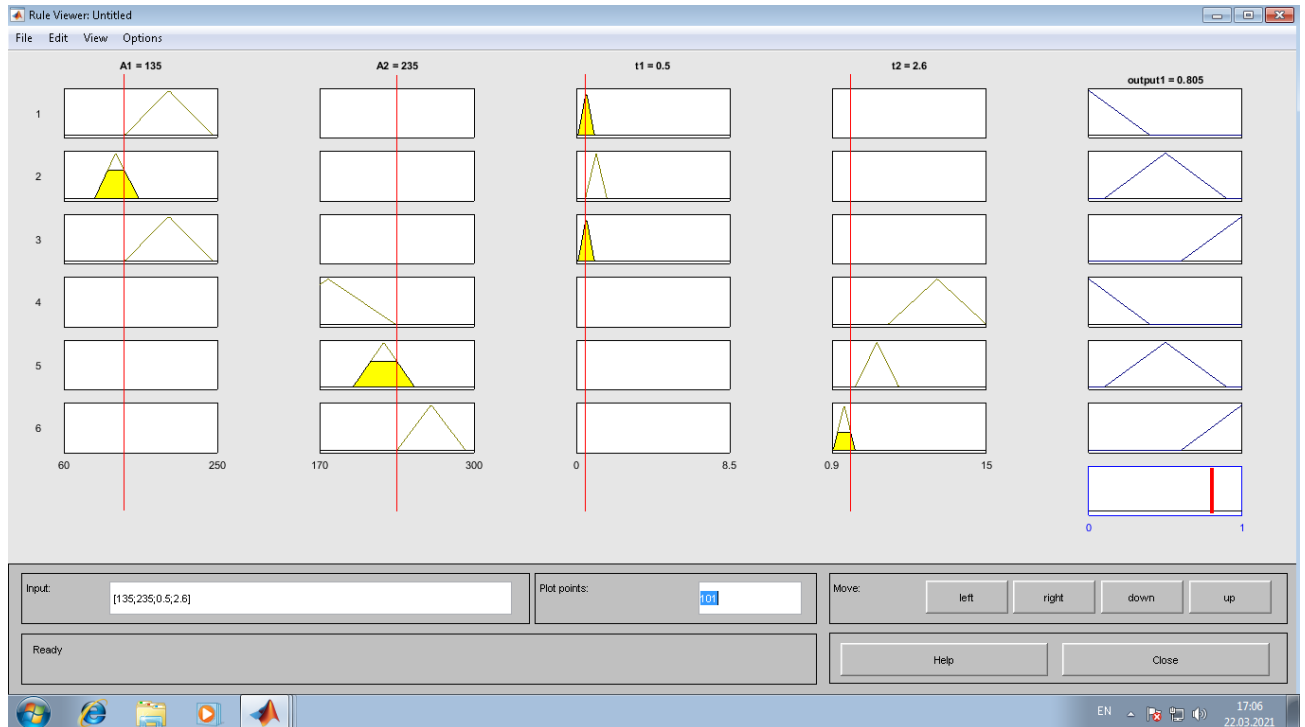 Rule Viewer: Untitled
File Edit View Options
A1 = 135 A2 = 235 t1 = 0.5 t2 = 2.6 output1 = 0.805
1
2
3
4
5
6
60 250 170 300 0 8.5 0.9 15
0 1
Input: [135;235;0.5;2.6] Plot points: 101 Move: left right down up
Ready Help Close
EN 17:06
22.03.2021